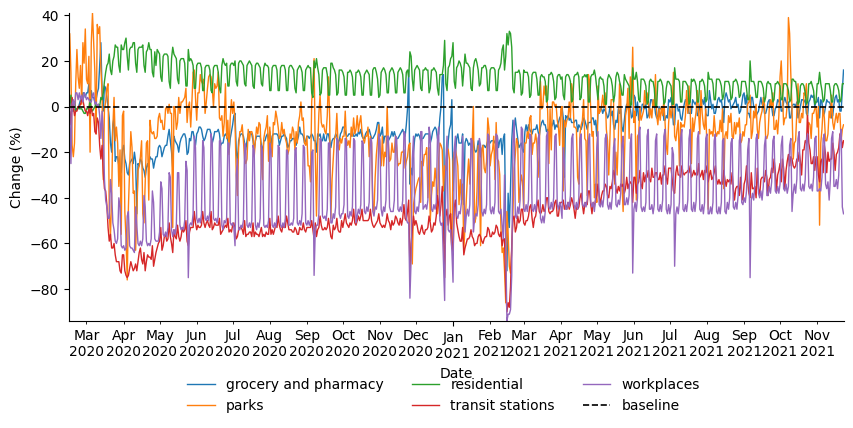 40
20
0
−20
−40
−60
−80
Change (%)
Mar 2020
Apr 2020
May 2020
Jun 2020
Jul 2020
Aug 2020
Sep 2020
Oct 2020
Nov 2020
Dec 2020
Jan 2021
Feb 2021
Mar 2021
Apr 2021
May 2021
Jun 2021
Jul 2021
Aug 2021
Sep 2021
Oct 2021
Nov 2021
Date
grocery and pharmacy
parks
residential
transit stations
workplaces
baseline